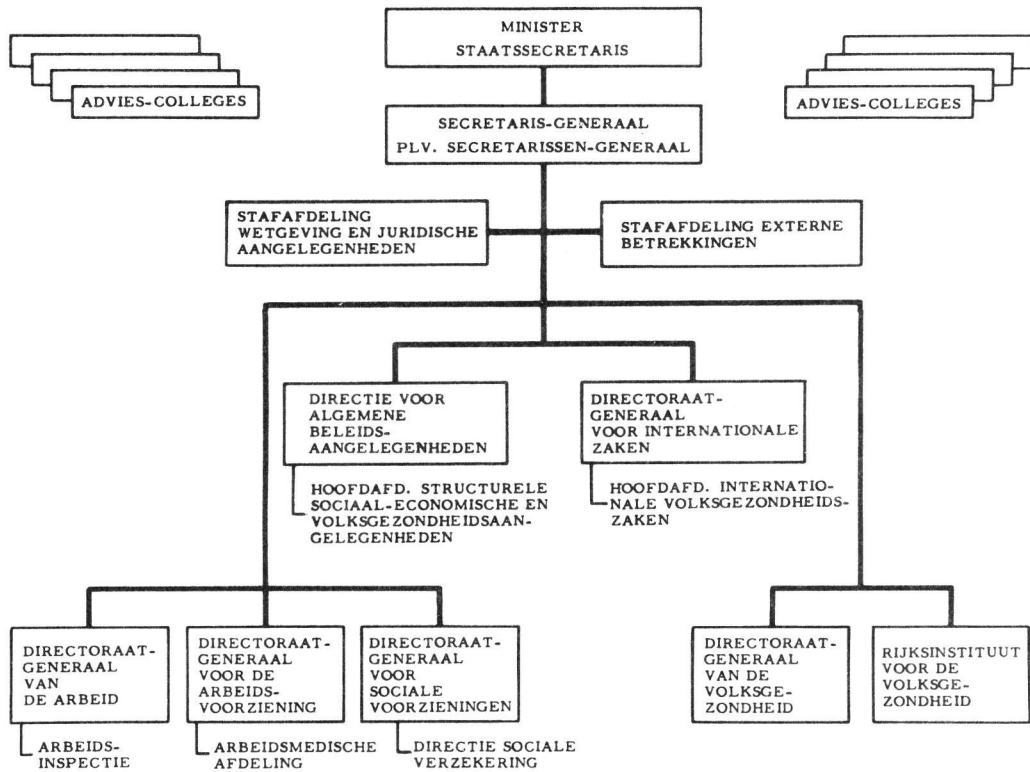 MINISTER
STAATSSECRETARIS
ADVIES-COLLEGES
ADVIES-COLLEGES
SECRETARIS-GENERAAL
PLV. SECRETARISSEN-GENERAAL
STAFAFDELING
WETGEVING EN JURIDISCHE
AANGELEGENHEDEN
STAFAFDELING EXTERNE
BETREKKINGEN
DIRECTIE VOOR
ALGEMENE
BELEIDS-
AANGELEGENHEDEN
DIRECTORAAT-
GENERAAL
VOOR INTERNATIONALE
ZAKEN
HOOFDAFD. STRUCTURELE
SOCIAAL-ECONOMISCHE EN
VOLKSGEZONDHEIDSAAN-
GELEGENHEDEN
HOOFDAFD. INTERNATIO-
NALE VOLKSGEZONDHEIDS-
ZAKEN
DIRECTORAAT-
GENERAAL
VAN
DE ARBEID
DIRECTORAAT-
GENERAAL
VOOR DE
ARBEIDS-
VOORZIENING
DIRECTORAAT-
GENERAAL
VOOR
SOCIALE
VOORZIENINGEN
DIRECTORAAT-
GENERAAL
VAN DE
VOLKSGE-
ZONDHEID
RIJKSINSTITUUT
VOOR DE
VOLKSGE-
ZONDHEID
ARBEIDS-
INSPECTIE
ARBEIDSMEDISCHE
AFDELING
DIRECTIE SOCIALE
VERZEKERING